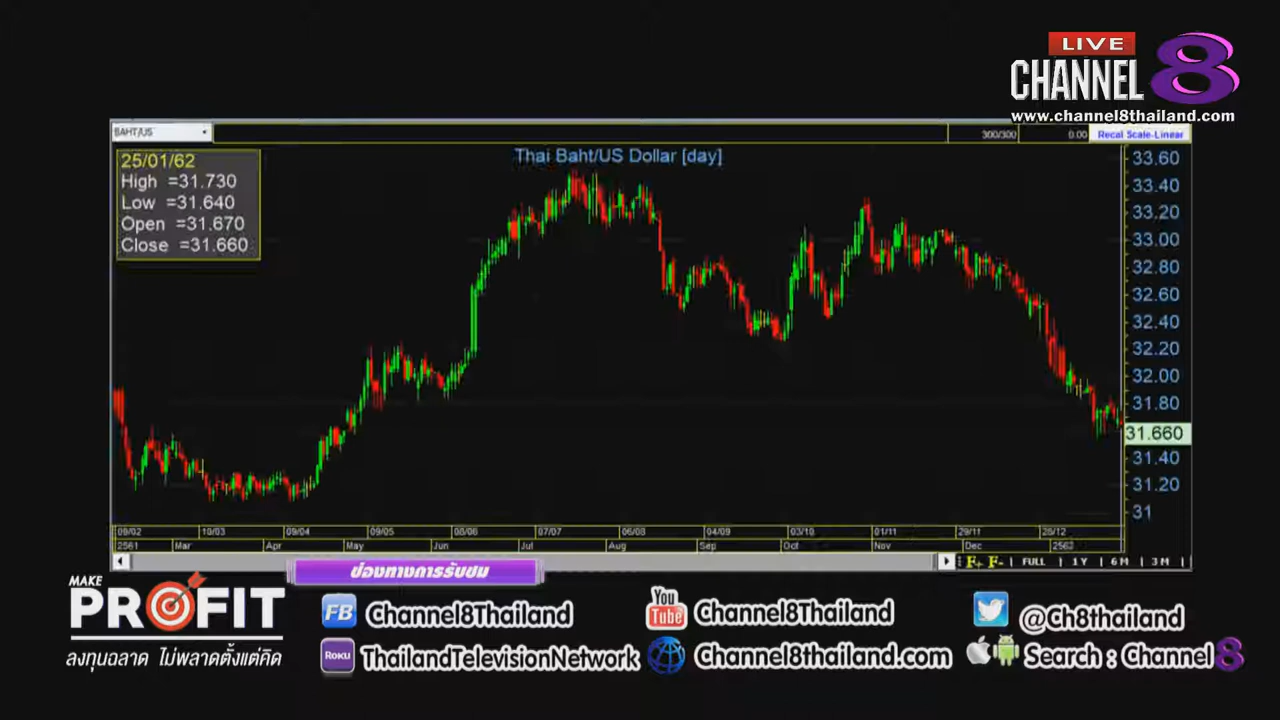 LIVE
CHANNEL 8
www.channel8thailand.com
BAHT/US
300/300 0.00 Recal Scale-Linear
Thai Baht/US Dollar [day]
25/01/62
High =31.730
Low =31.640
Open =31.670
Close =31.660
33.60
33.40
33.20
33.00
32.80
32.60
32.40
32.20
32.00
31.80
31.660
31.40
31.20
31
09/02 10/03 09/04 09/05 08/06 07/07 06/08 04/09 03/10 01/11 29/11 28/12
2561 Mar Apr May Jun Jul Aug Sep Oct Nov Dec
F+ F- FULL 1Y 6M 3M
ช่องทางการรับชม
MAKE
PROFIT
ลงทุนฉลาด ไม่พลาดตั้งแต่คิด
FB Channel8Thailand
You Tube Channel8Thailand
@Ch8thailand
ROKU ThailandTelevisionNetwork
Channel8thailand.com
Search : Channel 8